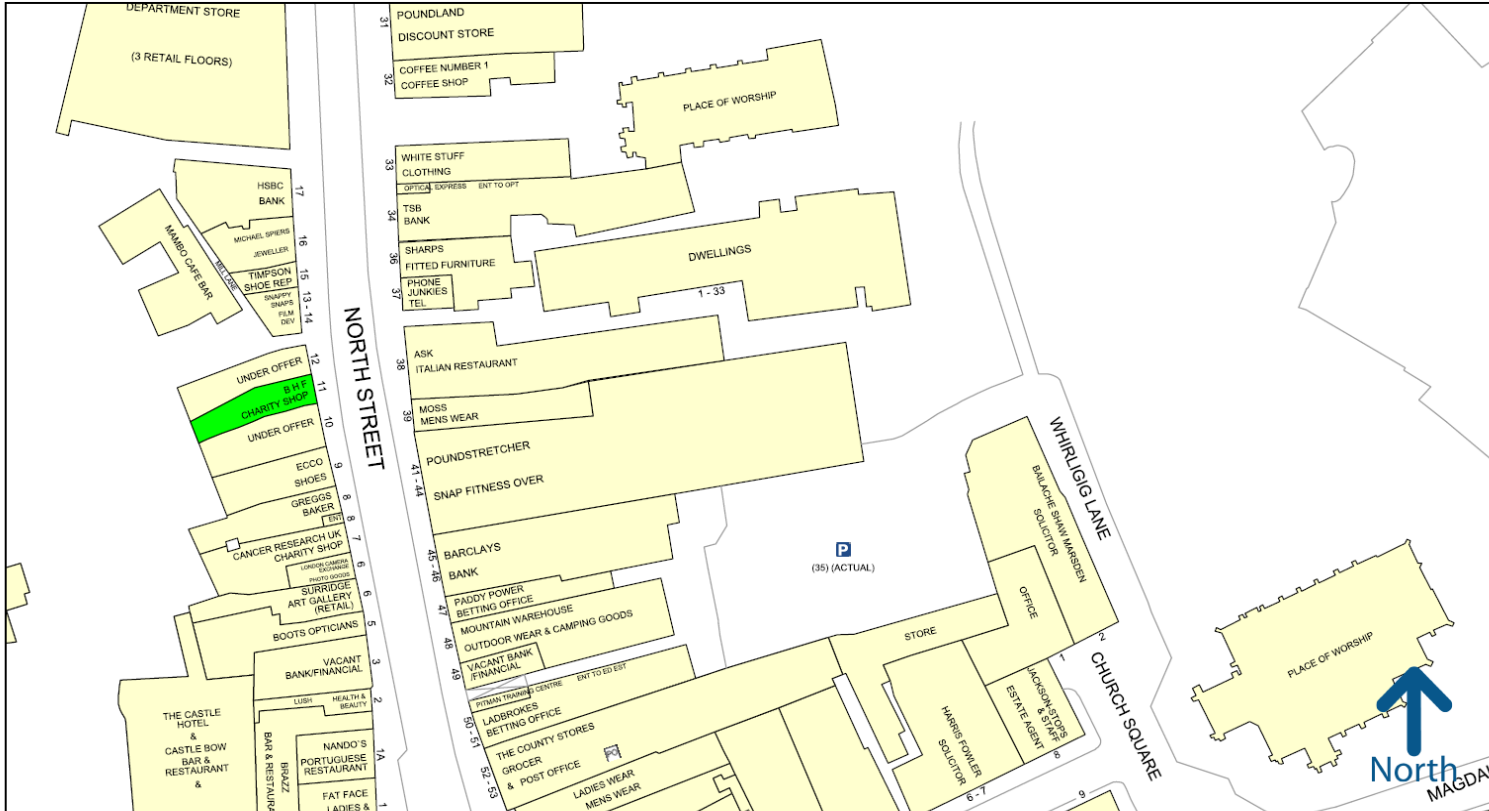 DEPARTMENT STORE
(3 RETAIL FLOORS)
31
POUNDLAND
DISCOUNT STORE
32
COFFEE NUMBER 1
COFFEE SHOP
PLACE OF WORSHIP
33
WHITE STUFF
CLOTHING
OPTICAL EXPRESS ENT TO OPT
34
TSB
BANK
36
SHARPS
FITTED FURNITURE
37
PHONE
JUNKIES
TEL
DWELLINGS
1 - 33
HSBC
BANK
17
MICHAEL SPIERS
JEWELLER
16
TIMPSON
SHOE REP
15
SNAPPY
SNAPS
FILM
DEV
13 - 14
MAMBO CAFE BAR
MILL LANE
NORTH STREET
UNDER OFFER
12
B H F
CHARITY SHOP
11
UNDER OFFER
10
ECCO
SHOES
9
GREGGS
BAKER
8
ENT
8
CANCER RESEARCH UK
CHARITY SHOP
7
LONDON CAMERA
EXCHANGE
PHOTO GOODS
6
SURRIDGE
ART GALLERY
(RETAIL)
6
BOOTS OPTICIANS
5
VACANT
BANK/FINANCIAL
3
LUSH HEALTH &
BEAUTY
2
THE CASTLE
HOTEL
&
CASTLE BOW
BAR &
RESTAURANT
&
BRAZZ
BAR & RESTAURA
NANDO'S
PORTUGUESE
RESTAURANT
1A
FAT FACE
LADIES &
1
38
ASK
ITALIAN RESTAURANT
39
MOSS
MENS WEAR
41 - 44
POUNDSTRETCHER
SNAP FITNESS OVER
45 - 46
BARCLAYS
BANK
47
PADDY POWER
BETTING OFFICE
48
MOUNTAIN WAREHOUSE
OUTDOOR WEAR & CAMPING GOODS
49
VACANT BANK
/FINANCIAL
PITMAN TRAINING CENTRE ENT TO ED EST
50 - 51
LADBROKES
BETTING OFFICE
52 - 53
THE COUNTY STORES
GROCER
& POST OFFICE
LADIES WEAR
MENS WEAR
P
(35) (ACTUAL)
STORE
OFFICE
BAILACHE SHAW MARSDEN
SOLICITOR
WHIRLIGIG LANE
2
1
JACKSON-STOPS
& STAFF
ESTATE AGENT
8
HARRIS FOWLER
SOLICITOR
6 - 7
9
CHURCH SQUARE
PLACE OF WORSHIP
North
MAGDAL